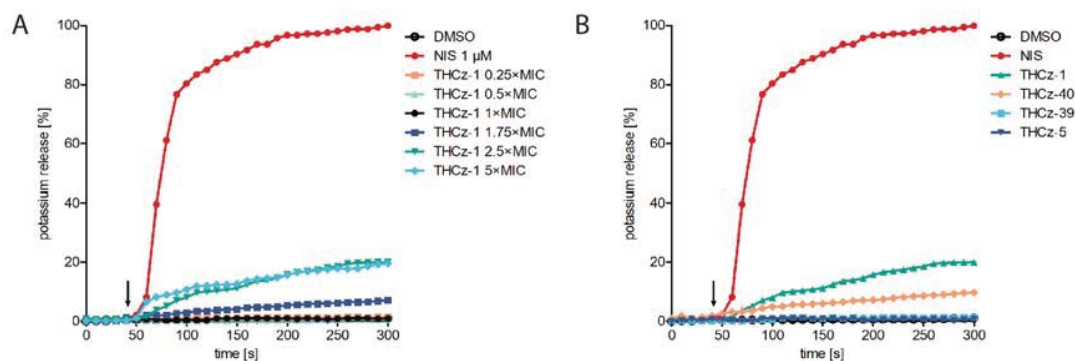 A
potassium release [%]
100
80
60
40
20
0
0 50 100 150 200 250 300
time [s]
DMSO
NIS 1 µM
THCz-1 0.25×MIC
THCz-1 0.5×MIC
THCz-1 1×MIC
THCz-1 1.75×MIC
THCz-1 2.5×MIC
THCz-1 5×MIC
B
potassium release [%]
100
80
60
40
20
0
0 50 100 150 200 250 300
time [s]
DMSO
NIS
THCz-1
THCz-40
THCz-39
THCz-5